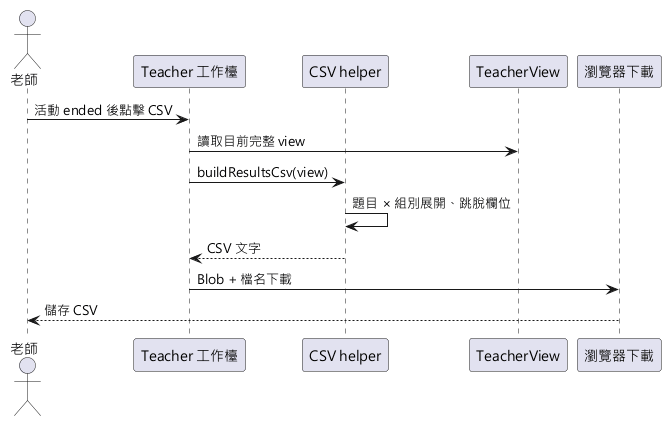 老師
Teacher 工作檯
CSV helper
TeacherView
瀏覽器下載
活動 ended 後點擊 CSV
讀取目前完整 view
buildResultsCsv(view)
題目 × 組別展開、跳脫欄位
CSV 文字
Blob + 檔名下載
儲存 CSV
老師
Teacher 工作檯
CSV helper
TeacherView
瀏覽器下載